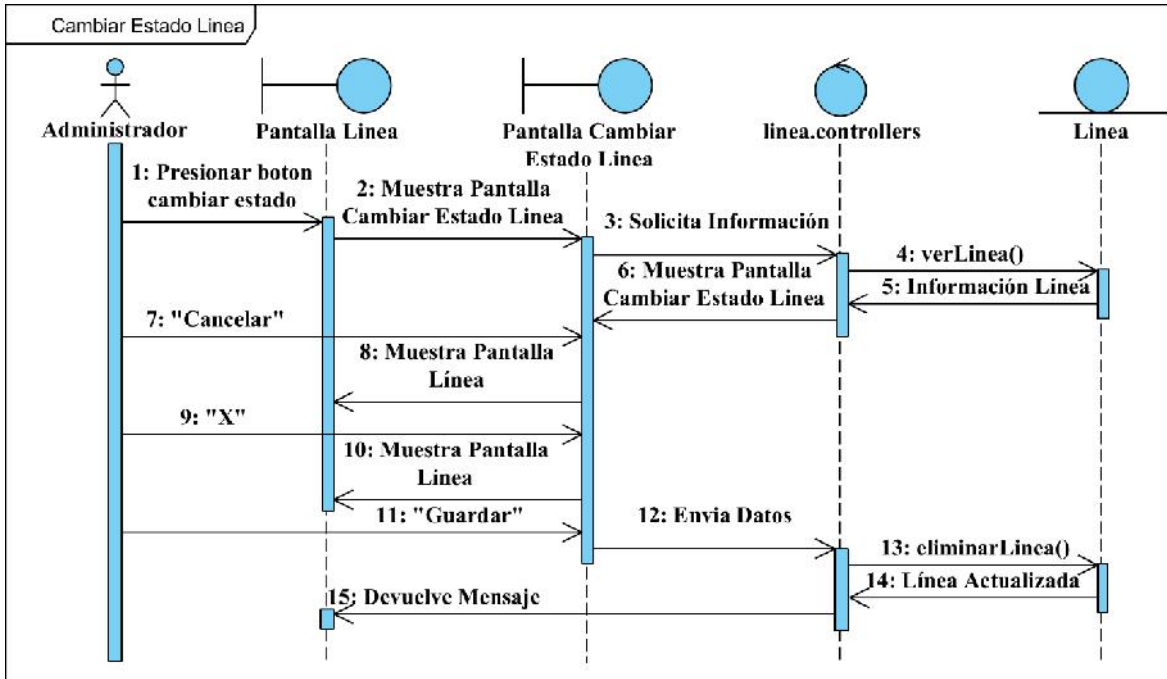 Cambiar Estado Linea
Administrador
Pantalla Linea
Pantalla Cambiar
Estado Linea
linea.controllers
Linea
1: Presionar boton
cambiar estado
2: Muestra Pantalla
Cambiar Estado Linea
3: Solicita Información
4: verLinea()
5: Información Linea
6: Muestra Pantalla
Cambiar Estado Linea
7: "Cancelar"
8: Muestra Pantalla
Línea
9: "X"
10: Muestra Pantalla
Linea
11: "Guardar"
12: Envia Datos
13: eliminarLinea()
14: Línea Actualizada
15: Devuelve Mensaje